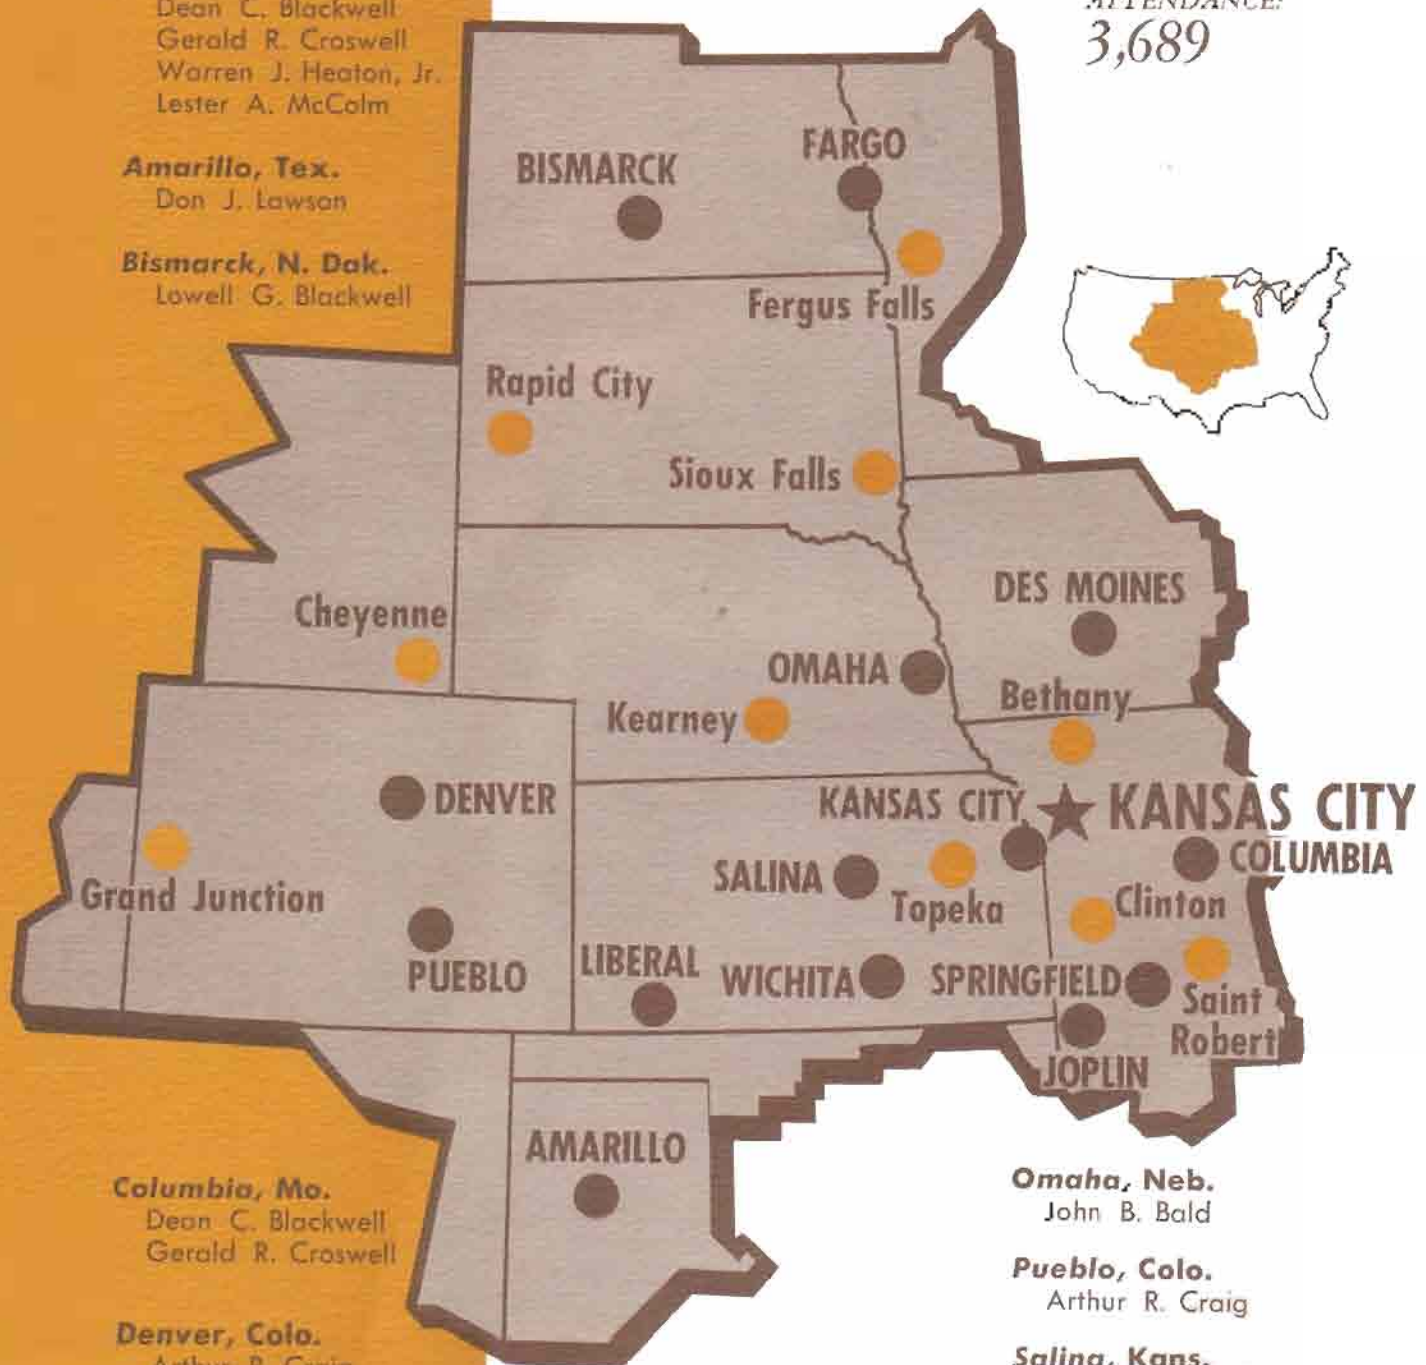 Dean C. Blackwell
Gerald R. Croswell
Warren J. Heaton, Jr.
Lester A. McColm
Amarillo, Tex.
Don J. Lawson
Bismarck, N. Dak.
Lowell G. Blackwell
ATTENDANCE:
3,689
BISMARCK
FARGO
Fergus Falls
Rapid City
Sioux Falls
Cheyenne
DES MOINES
OMAHA
Bethany
Kearney
DENVER
KANSAS CITY
KANSAS CITY
COLUMBIA
SALINA
Topeka
Clinton
Grand Junction
PUEBLO
LIBERAL
WICHITA
SPRINGFIELD
Saint
Robert
JOPLIN
AMARILLO
Columbia, Mo.
Dean C. Blackwell
Gerald R. Croswell
Denver, Colo.
Arthur R. Craig
Omaha, Neb.
John B. Bald
Pueblo, Colo.
Arthur R. Craig
Salina, Kans.